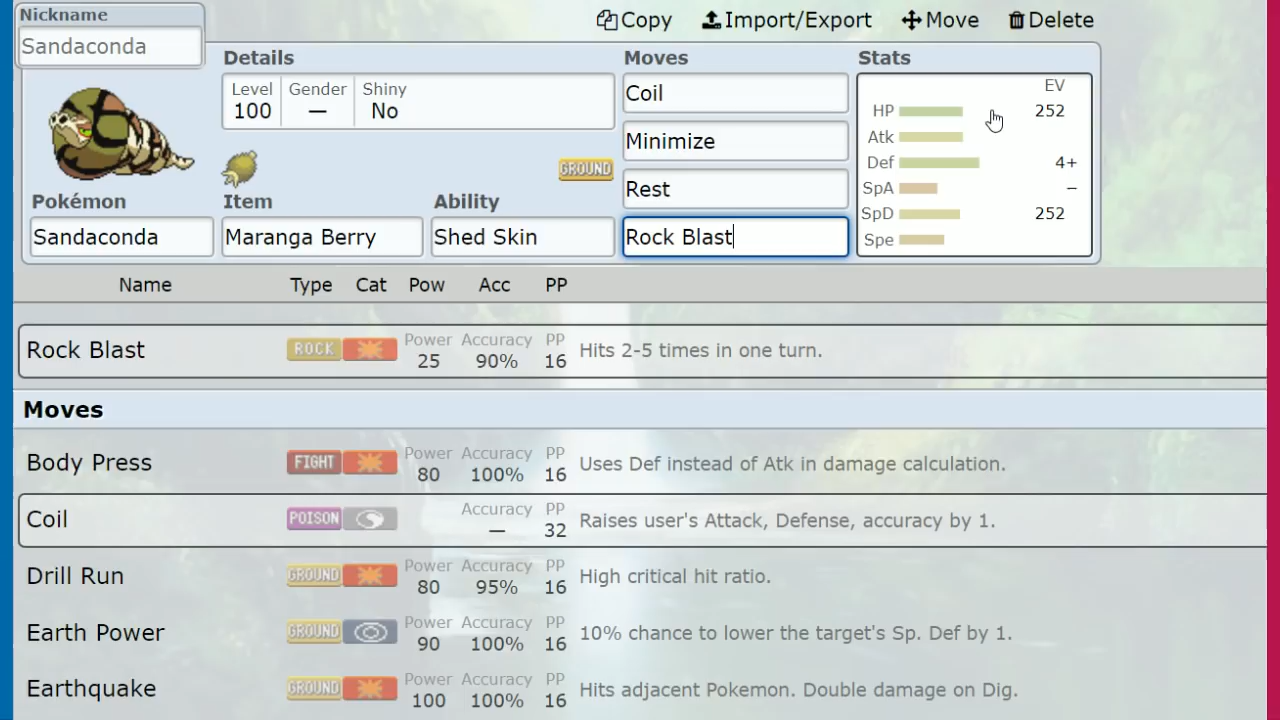 Nickname
Sandaconda
Copy Import/Export Move Delete
Details
Level Gender Shiny
100 — No
GROUND
Pokémon Item Ability
Sandaconda Maranga Berry Shed Skin
Moves
Coil
Minimize
Rest
Rock Blast
Stats
EV
HP 252
Atk
Def 4+
SpA −
SpD 252
Spe
Name Type Cat Pow Acc PP
Rock Blast ROCK Power 25 Accuracy 90% PP 16 Hits 2-5 times in one turn.
Moves
Body Press FIGHT Power 80 Accuracy 100% PP 16 Uses Def instead of Atk in damage calculation.
Coil POISON Accuracy — PP 32 Raises user's Attack, Defense, accuracy by 1.
Drill Run GROUND Power 80 Accuracy 95% PP 16 High critical hit ratio.
Earth Power GROUND Power 90 Accuracy 100% PP 16 10% chance to lower the target's Sp. Def by 1.
Earthquake GROUND Power 100 Accuracy 100% PP 16 Hits adjacent Pokemon. Double damage on Dig.